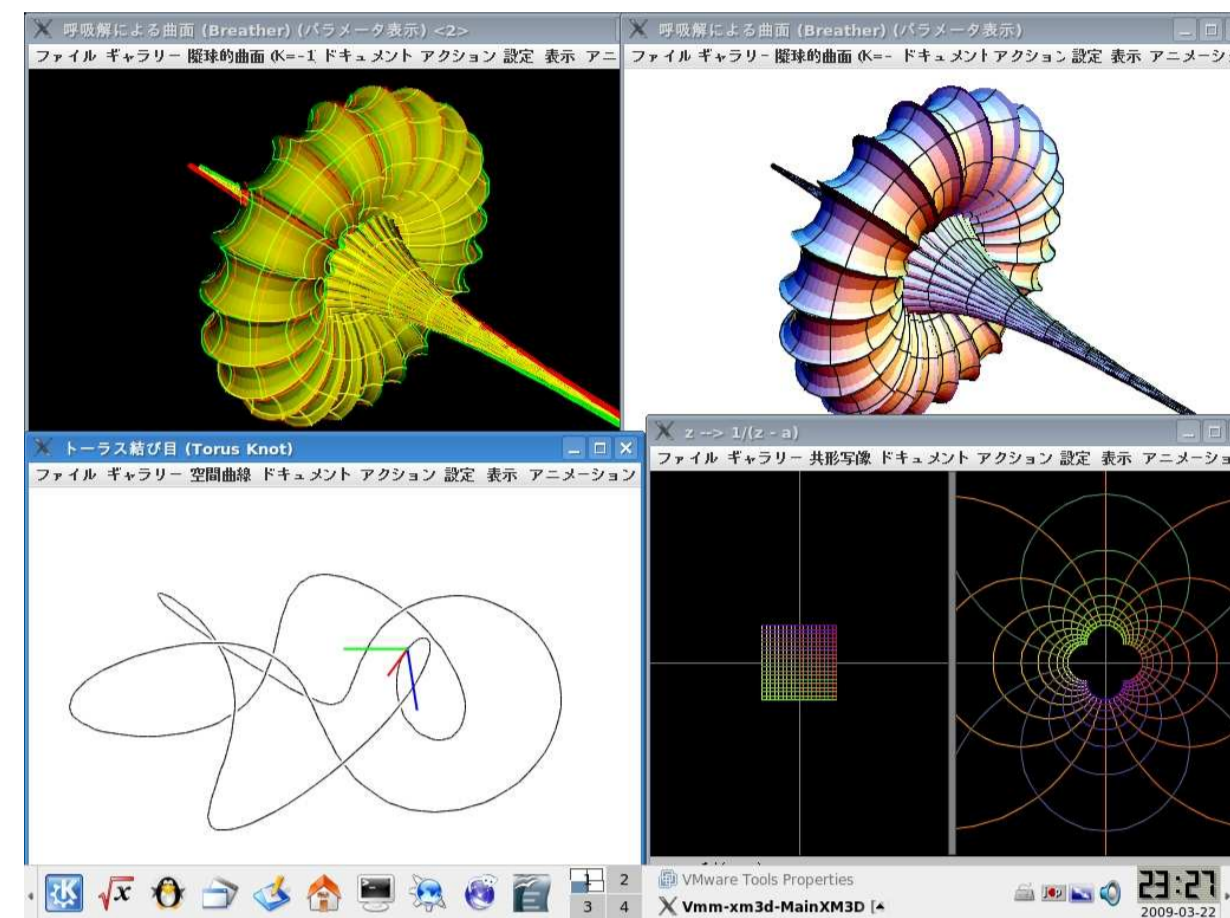 呼吸解による曲面 (Breather) (パラメータ表示) <2>
ファイル ギャラリー 擬球的曲面 (K=-1 ドキュメント アクション 設定 表示 アニ
呼吸解による曲面 (Breather) (パラメータ表示)
ファイル ギャラリー 擬球的曲面 (K=- ドキュメント アクション 設定 表示 アニメーシ
トーラス結び目 (Torus Knot)
ファイル ギャラリー 空間曲線 ドキュメント アクション 設定 表示 アニメーション
z --> 1/(z - a)
ファイル ギャラリー 共形写像 ドキュメント アクション 設定 表示 アニメーショ
1 2
3 4
VMware Tools Properties
Vmm-xm3d-MainXM3D [
23:27
2009-03-22